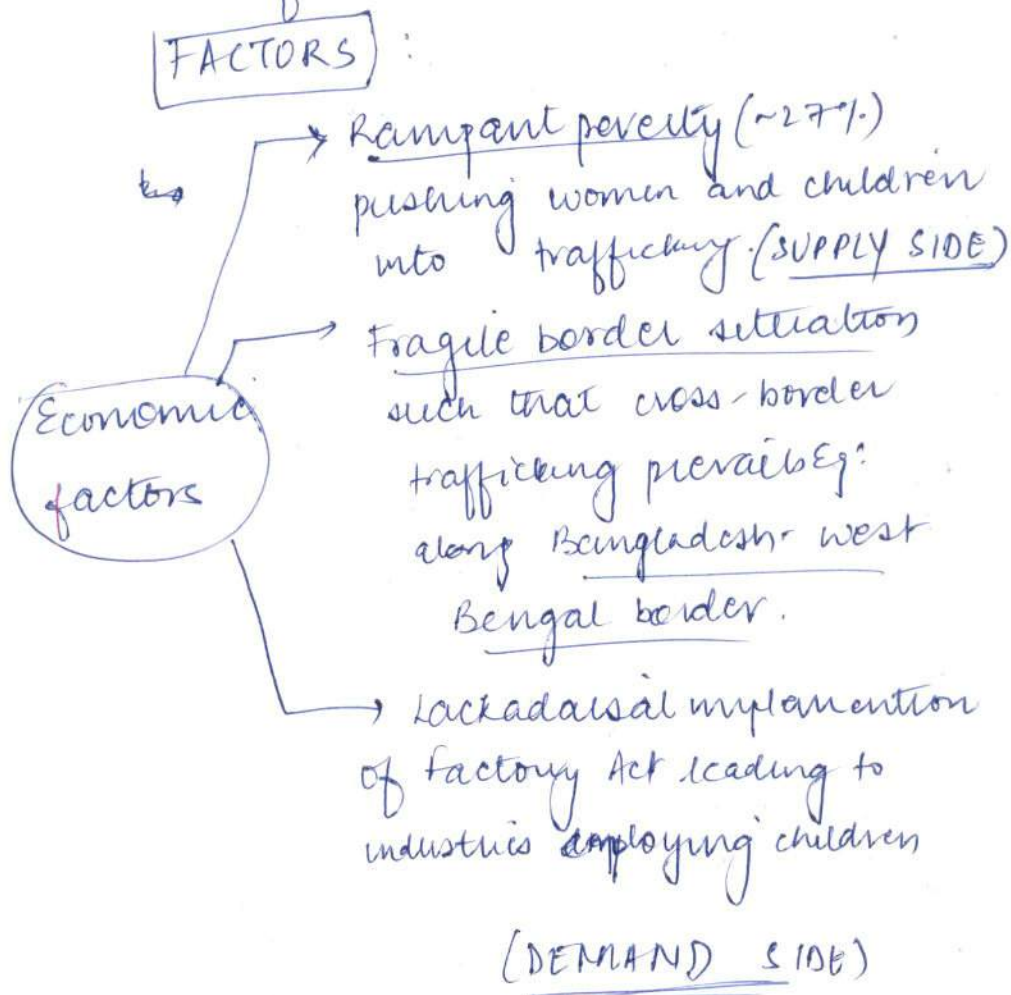 FACTORS :
Rampant poverty (~27%)
pushing women and children
into trafficking. (SUPPLY SIDE)
Fragile border situation
such that cross-border
trafficking prevails Eg:
along Bangladesh- west
Bengal border.
Economic
factors
Lackadaisal implemention
of Factory Act leading to
industries employing children
(DEMAND SIDE)